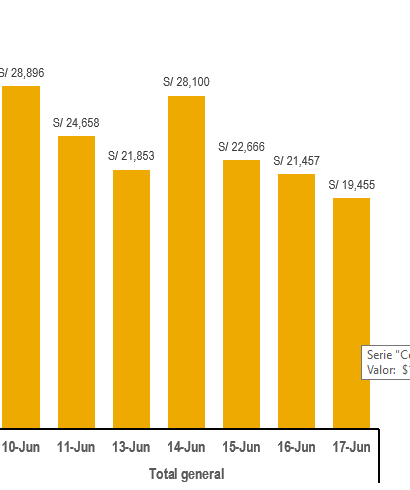 S/ 28,896
S/ 24,658
S/ 21,853
S/ 28,100
S/ 22,666
S/ 21,457
S/ 19,455
Serie "C
Valor: $
10-Jun 11-Jun 13-Jun 14-Jun 15-Jun 16-Jun 17-Jun
Total general